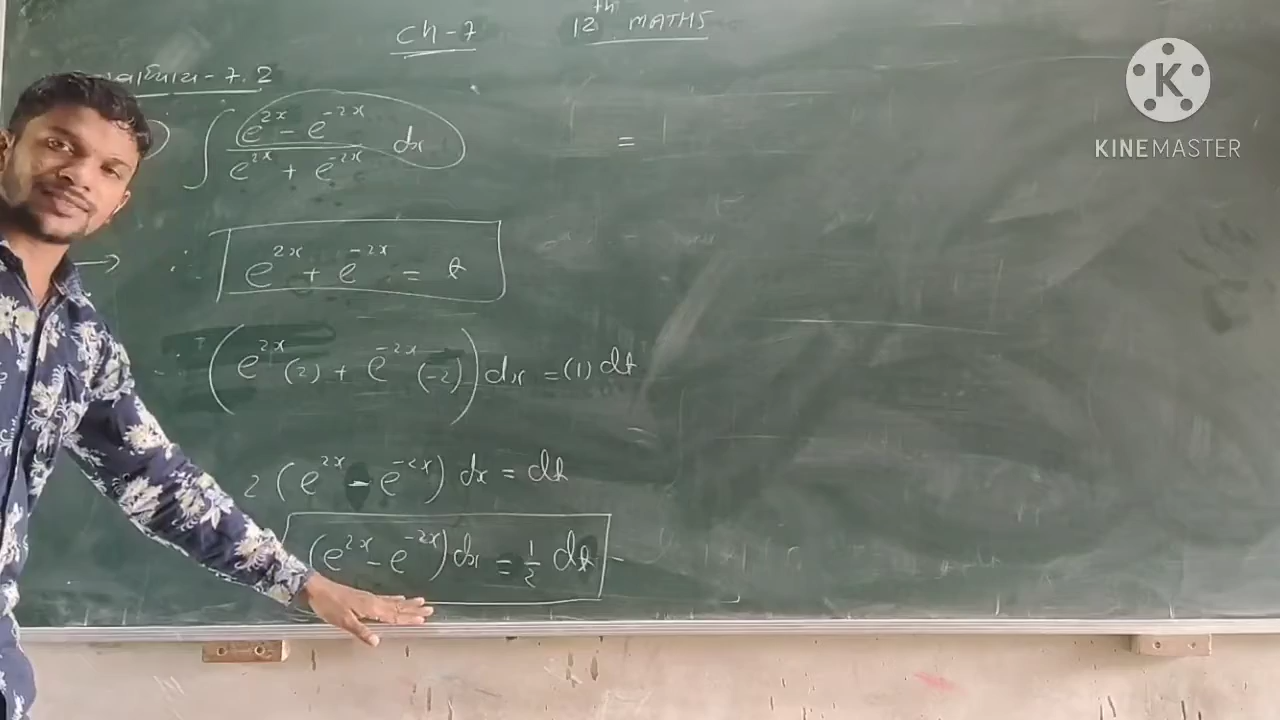 Ch-7
12th MATHS
- 7.2
∫ (e^{2x} - e^{-2x}) / (e^{2x} + e^{-2x}) dx
=
∴ e^{2x} + e^{-2x} = t
∴ (e^{2x} (2) + e^{-2x} (-2)) dx = (1) dt
2 (e^{2x} - e^{-2x}) dx = dt
(e^{2x} - e^{-2x}) dx = 1/2 dt
K
KINEMASTER